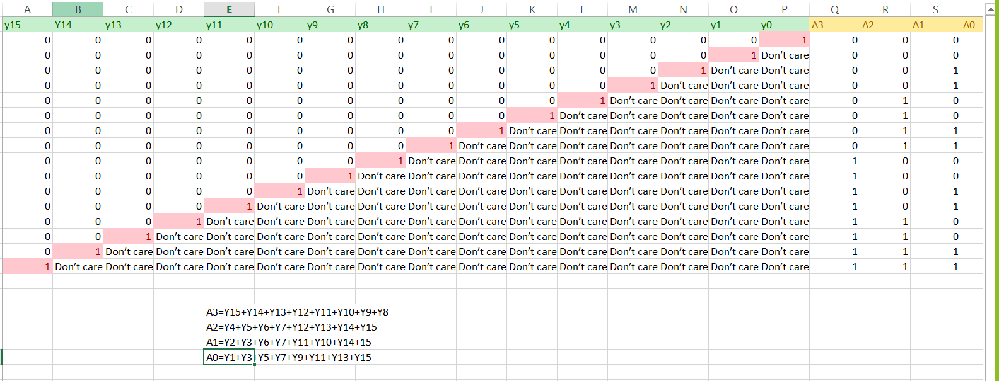 A B C D E F G H I J K L M N O P Q R S
y15 Y14 y13 y12 y11 y10 y9 y8 y7 y6 y5 y4 y3 y2 y1 y0 A3 A2 A1 A0
0 0 0 0 0 0 0 0 0 0 0 0 0 0 0 1 0 0 0
0 0 0 0 0 0 0 0 0 0 0 0 0 0 1 Don’t care 0 0 0
0 0 0 0 0 0 0 0 0 0 0 0 0 1 Don’t care Don’t care 0 0 1
0 0 0 0 0 0 0 0 0 0 0 0 1 Don’t care Don’t care Don’t care 0 0 1
0 0 0 0 0 0 0 0 0 0 0 1 Don’t care Don’t care Don’t care Don’t care 0 1 0
0 0 0 0 0 0 0 0 0 0 1 Don’t care Don’t care Don’t care Don’t care Don’t care 0 1 0
0 0 0 0 0 0 0 0 0 1 Don’t care Don’t care Don’t care Don’t care Don’t care Don’t care 0 1 1
0 0 0 0 0 0 0 0 1 Don’t care Don’t care Don’t care Don’t care Don’t care Don’t care Don’t care 0 1 1
0 0 0 0 0 0 0 1 Don’t care Don’t care Don’t care Don’t care Don’t care Don’t care Don’t care Don’t care 1 0 0
0 0 0 0 0 0 1 Don’t care Don’t care Don’t care Don’t care Don’t care Don’t care Don’t care Don’t care Don’t care 1 0 0
0 0 0 0 0 1 Don’t care Don’t care Don’t care Don’t care Don’t care Don’t care Don’t care Don’t care Don’t care Don’t care 1 0 1
0 0 0 0 1 Don’t care Don’t care Don’t care Don’t care Don’t care Don’t care Don’t care Don’t care Don’t care Don’t care Don’t care 1 0 1
0 0 0 1 Don’t care Don’t care Don’t care Don’t care Don’t care Don’t care Don’t care Don’t care Don’t care Don’t care Don’t care Don’t care 1 1 0
0 0 1 Don’t care Don’t care Don’t care Don’t care Don’t care Don’t care Don’t care Don’t care Don’t care Don’t care Don’t care Don’t care Don’t care 1 1 0
0 1 Don’t care Don’t care Don’t care Don’t care Don’t care Don’t care Don’t care Don’t care Don’t care Don’t care Don’t care Don’t care Don’t care Don’t care 1 1 1
1 Don’t care Don’t care Don’t care Don’t care Don’t care Don’t care Don’t care Don’t care Don’t care Don’t care Don’t care Don’t care Don’t care Don’t care Don’t care 1 1 1
A3=Y15+Y14+Y13+Y12+Y11+Y10+Y9+Y8
A2=Y4+Y5+Y6+Y7+Y12+Y13+Y14+Y15
A1=Y2+Y3+Y6+Y7+Y11+Y10+Y14+15
A0=Y1+Y3+Y5+Y7+Y9+Y11+Y13+Y15